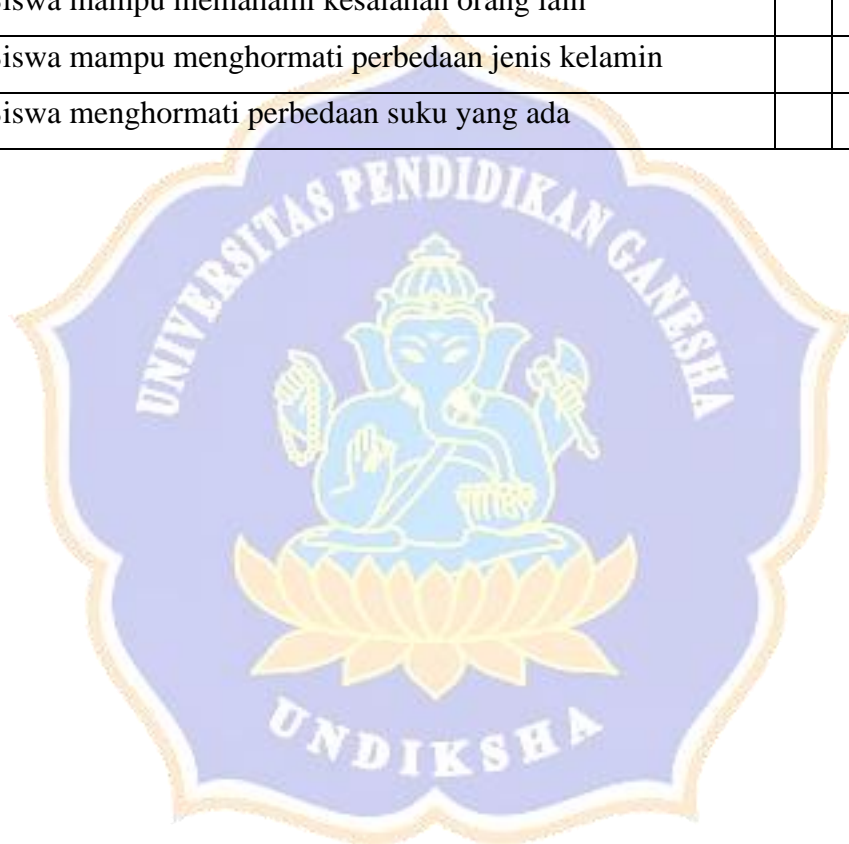 siswa mampu memahami kesalahan orang lain
siswa mampu menghormati perbedaan jenis kelamin
siswa menghormati perbedaan suku yang ada
UNIVERSITAS PENDIDIKAN GANESHA
UNDIKSHA